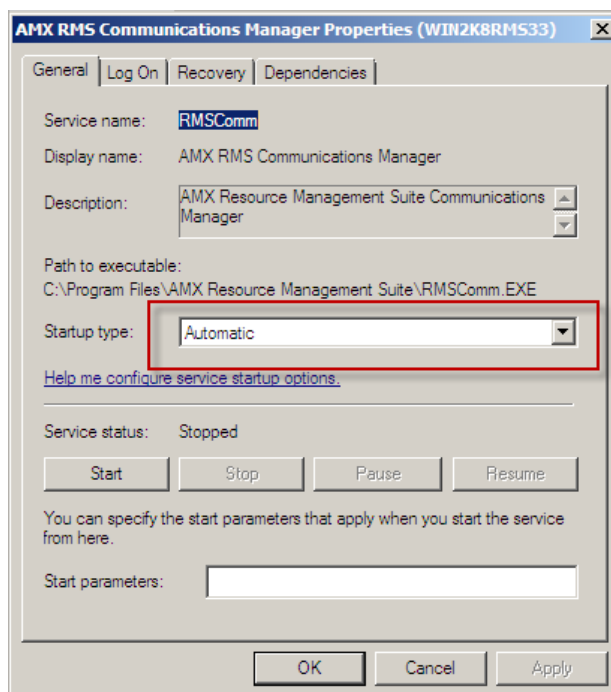 AMX RMS Communications Manager Properties (WIN2K8RMS33)
General Log On Recovery Dependencies
Service name: RMSComm
Display name: AMX RMS Communications Manager
Description: AMX Resource Management Suite Communications
Manager
Path to executable:
C:\Program Files\AMX Resource Management Suite\RMSComm.EXE
Startup type: Automatic
Help me configure service startup options.
Service status: Stopped
Start Stop Pause Resume
You can specify the start parameters that apply when you start the service
from here.
Start parameters:
OK Cancel Apply